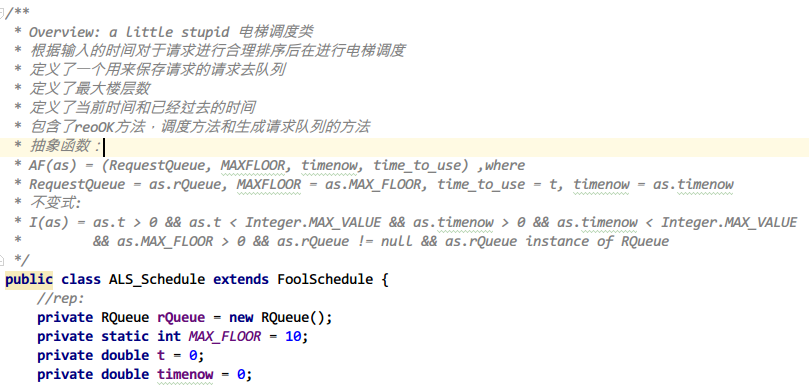 /**
* Overview: a little stupid 电梯调度类
* 根据输入的时间对于请求进行合理排序后在进行电梯调度
* 定义了一个用来保存请求的请求去队列
* 定义了最大楼层数
* 定义了当前时间和已经过去的时间
* 包含了reoOK方法，调度方法和生成请求队列的方法
* 抽象函数：
* AF(as) = (RequestQueue, MAXFLOOR, timenow, time_to_use) ,where
* RequestQueue = as.rQueue, MAXFLOOR = as.MAX_FLOOR, time_to_use = t, timenow = as.timenow
* 不变式:
* I(as) = as.t > 0 && as.t < Integer.MAX_VALUE && as.timenow > 0 && as.timenow < Integer.MAX_VALUE
* && as.MAX_FLOOR > 0 && as.rQueue != null && as.rQueue instance of RQueue
*/
public class ALS_Schedule extends FoolSchedule {
//rep:
private RQueue rQueue = new RQueue();
private static int MAX_FLOOR = 10;
private double t = 0;
private double timenow = 0;